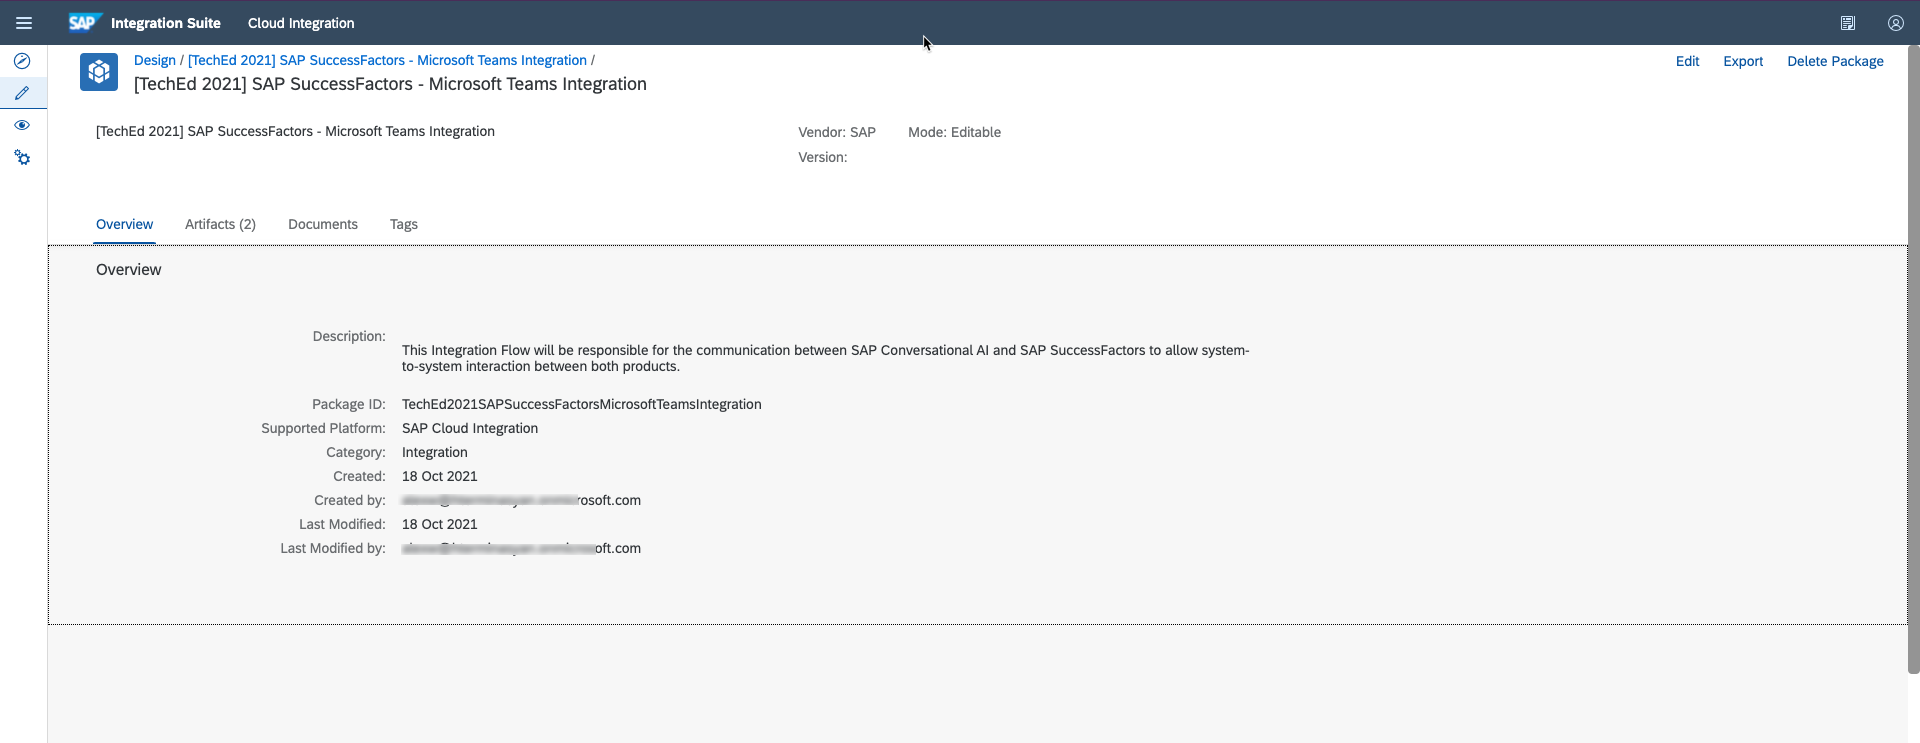 SAP Integration Suite Cloud Integration
Design / [TechEd 2021] SAP SuccessFactors - Microsoft Teams Integration /
Edit Export Delete Package
[TechEd 2021] SAP SuccessFactors - Microsoft Teams Integration
[TechEd 2021] SAP SuccessFactors - Microsoft Teams Integration
Vendor: SAP Mode: Editable
Version:
Overview Artifacts (2) Documents Tags
Overview
Description:
This Integration Flow will be responsible for the communication between SAP Conversational AI and SAP SuccessFactors to allow system-
to-system interaction between both products.
Package ID: TechEd2021SAPSuccessFactorsMicrosoftTeamsIntegration
Supported Platform: SAP Cloud Integration
Category: Integration
Created: 18 Oct 2021
Created by: rosoft.com
Last Modified: 18 Oct 2021
Last Modified by: oft.com